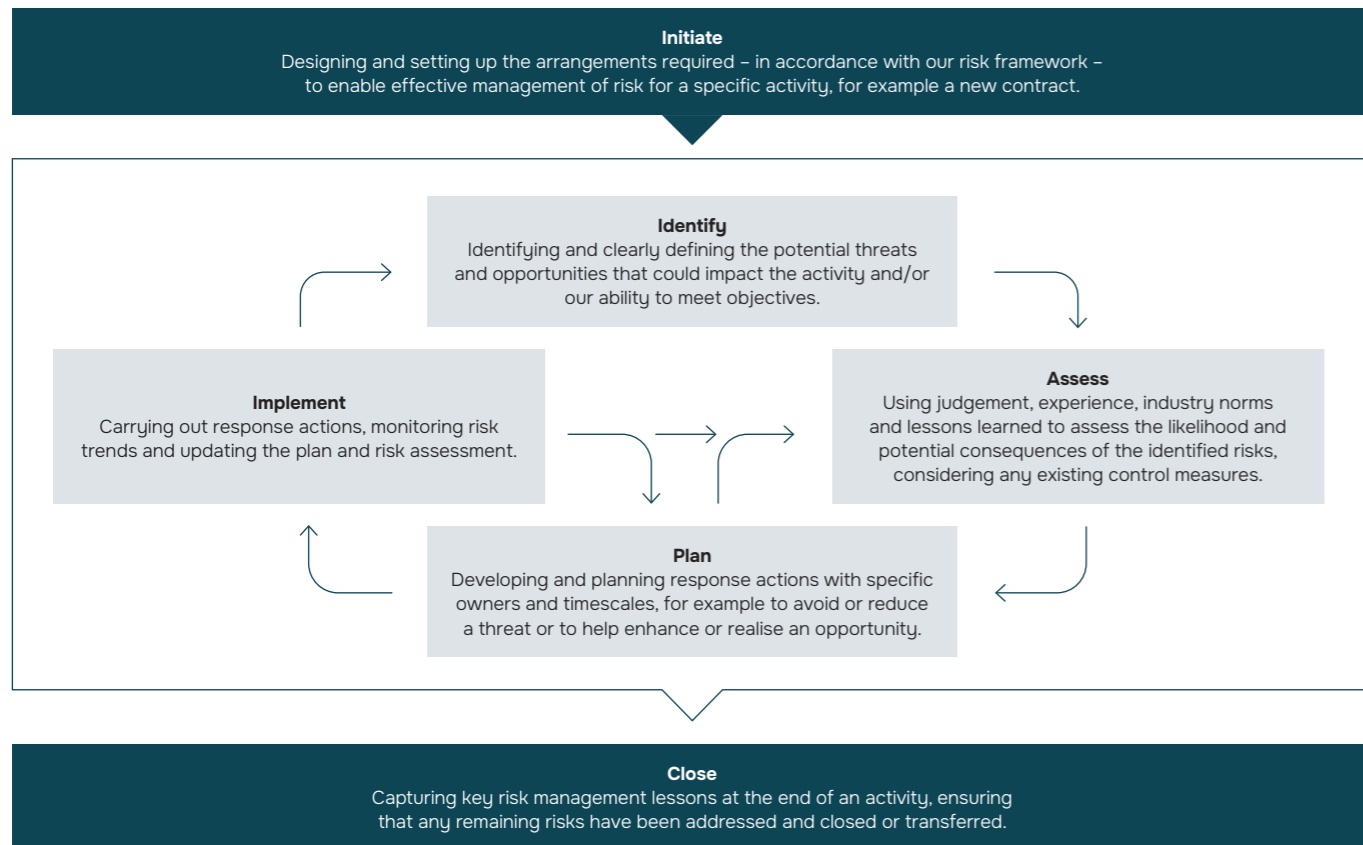 Initiate
Designing and setting up the arrangements required – in accordance with our risk framework –
to enable effective management of risk for a specific activity, for example a new contract.
Identify
Identifying and clearly defining the potential threats
and opportunities that could impact the activity and/or
our ability to meet objectives.
Implement
Carrying out response actions, monitoring risk
trends and updating the plan and risk assessment.
Assess
Using judgement, experience, industry norms
and lessons learned to assess the likelihood and
potential consequences of the identified risks,
considering any existing control measures.
Plan
Developing and planning response actions with specific
owners and timescales, for example to avoid or reduce
a threat or to help enhance or realise an opportunity.
Close
Capturing key risk management lessons at the end of an activity, ensuring
that any remaining risks have been addressed and closed or transferred.